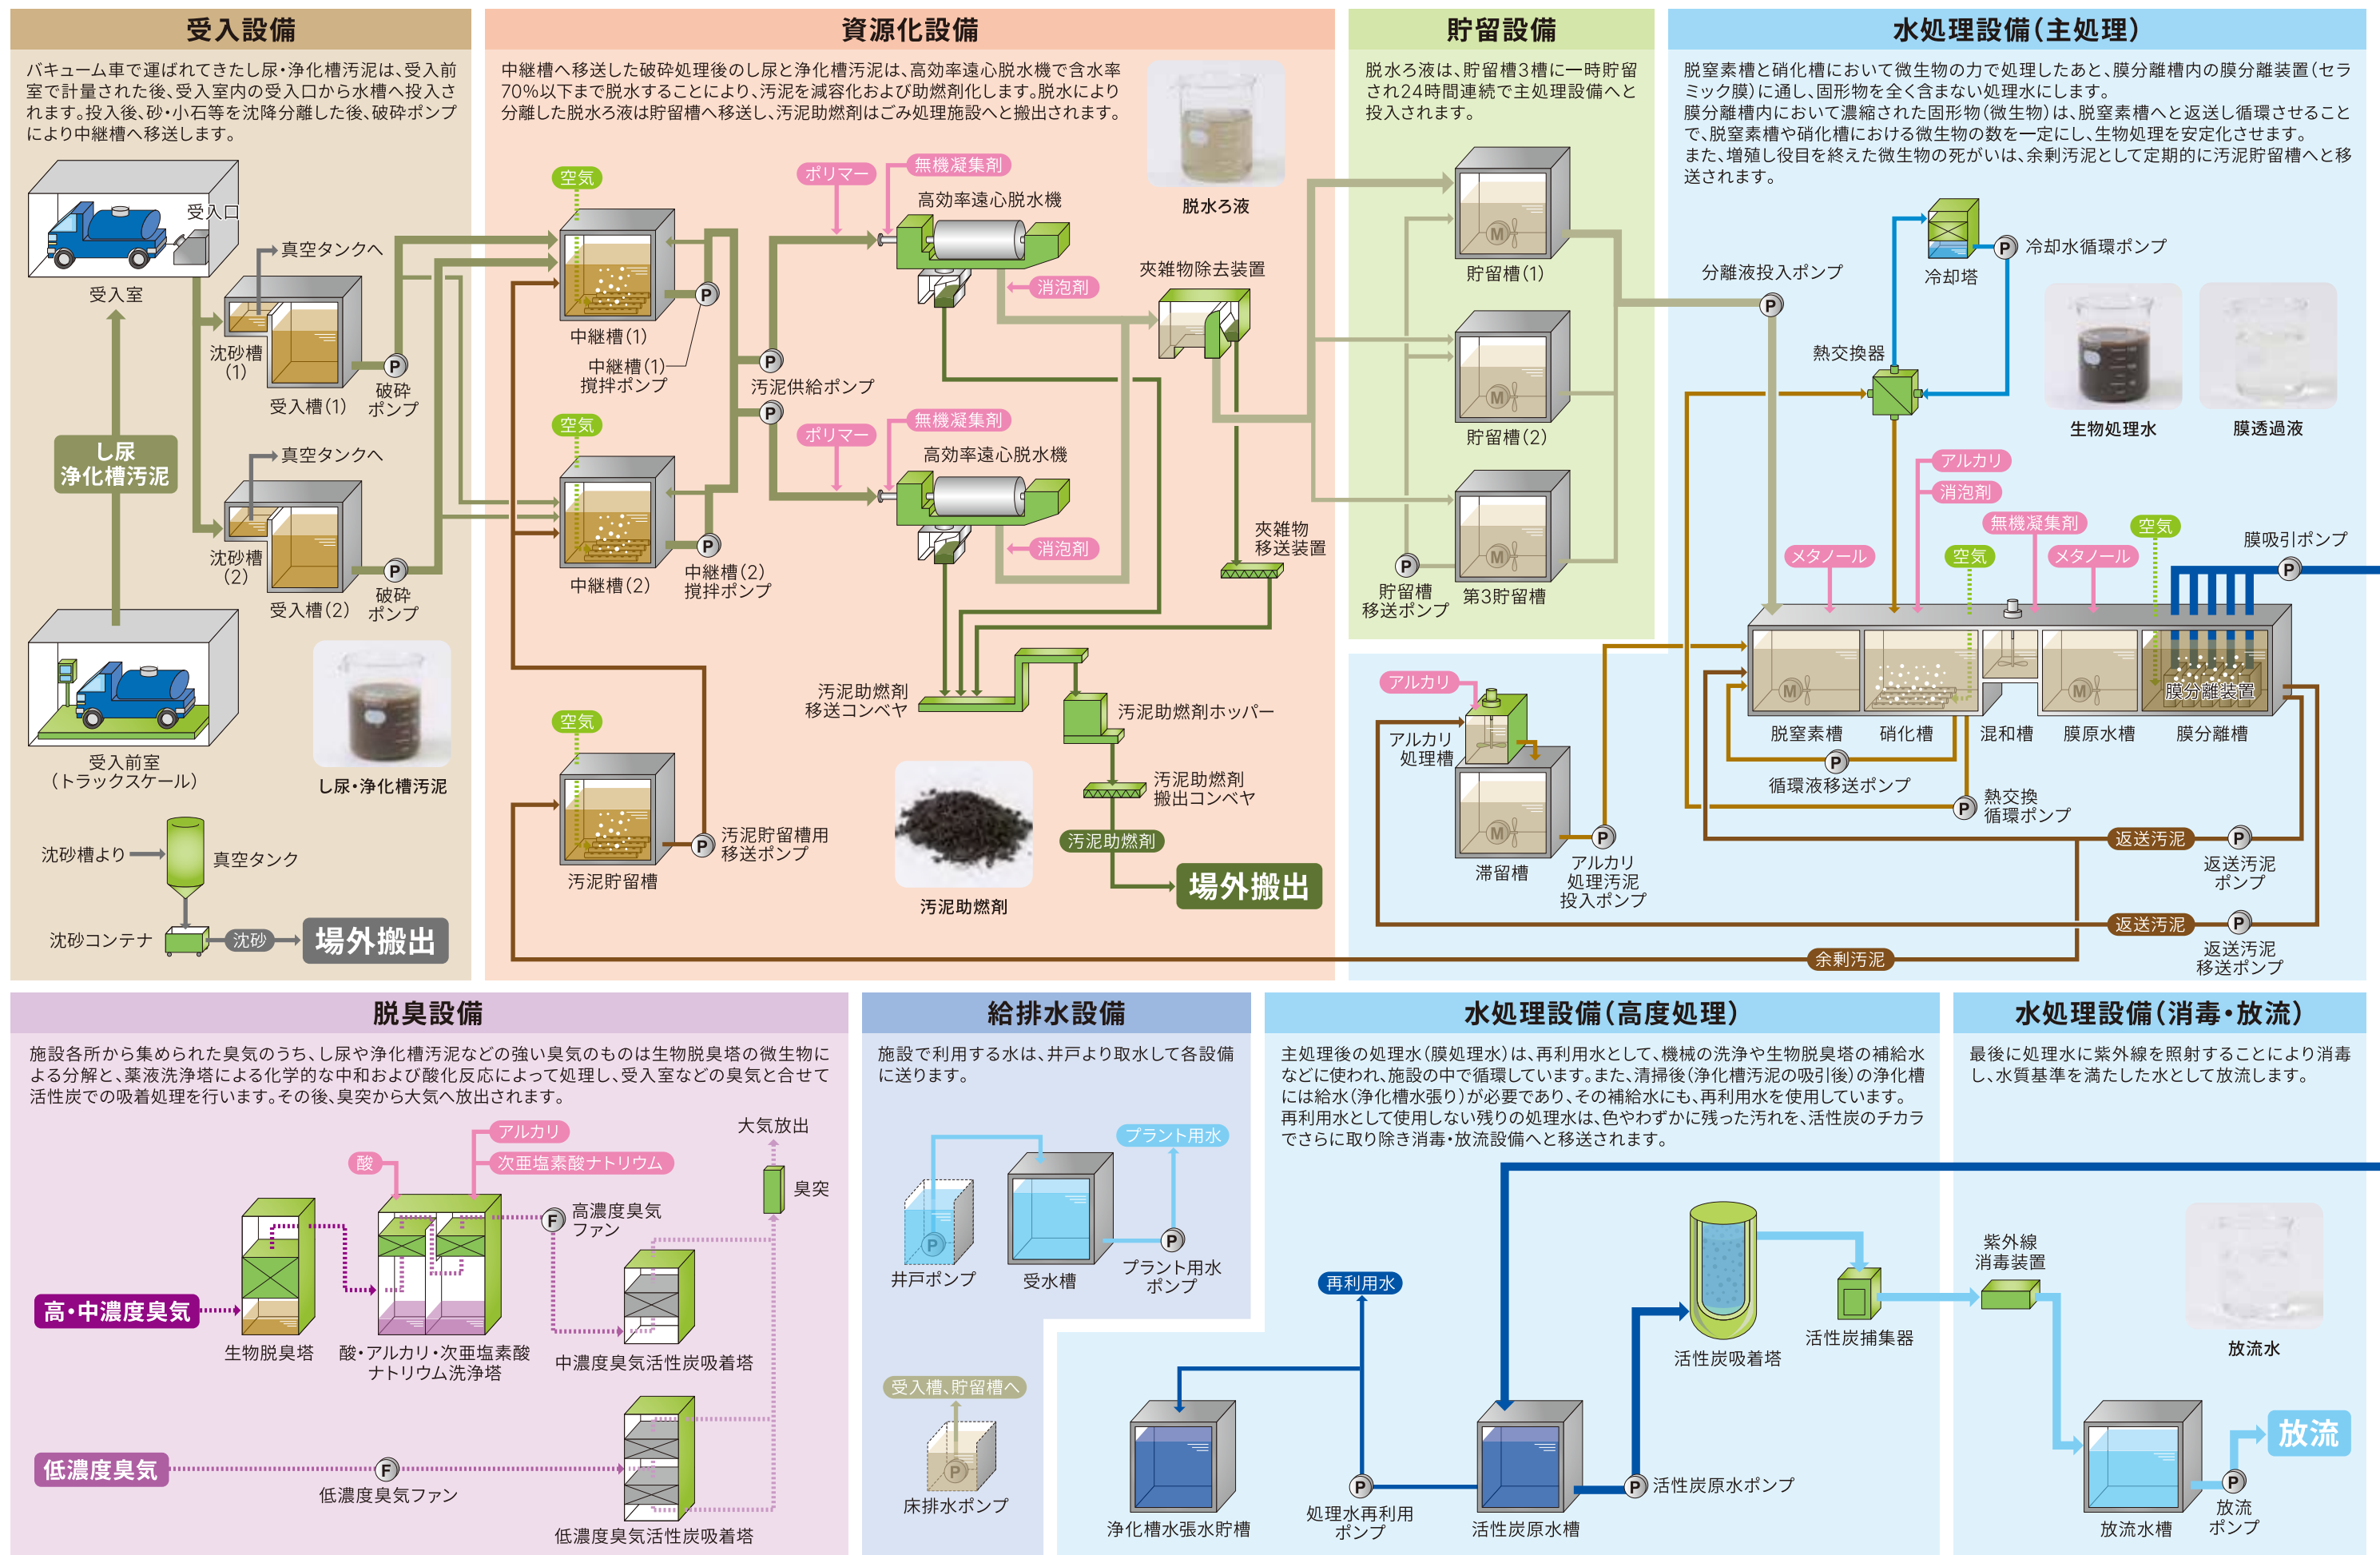 受入設備
バキューム車で運ばれてきたし尿・浄化槽汚泥は、受入前
室で計量された後、受入室内の受入口から水槽へ投入さ
れます。投入後、砂・小石等を沈降分離した後、破砕ポンプ
により中継槽へ移送します。
受入口
受入室
真空タンクへ
沈砂槽
(1)
受入槽(1)
P
破砕
ポンプ
し尿
浄化槽汚泥
真空タンクへ
沈砂槽
(2)
受入槽(2)
P
破砕
ポンプ
受入前室
(トラックスケール)
し尿・浄化槽汚泥
沈砂槽より
真空タンク
沈砂コンテナ
沈砂
場外搬出
資源化設備
中継槽へ移送した破砕処理後のし尿と浄化槽汚泥は、高効率遠心脱水機で含水率
70%以下まで脱水することにより、汚泥を減容化および助燃剤化します。脱水により
分離した脱水ろ液は貯留槽へ移送し、汚泥助燃剤はごみ処理施設へと搬出されます。
脱水ろ液
空気
中継槽(1)
P
中継槽(1)
撹拌ポンプ
ポリマー
無機凝集剤
高効率遠心脱水機
消泡剤
夾雑物除去装置
P
汚泥供給ポンプ
P
空気
中継槽(2)
P
中継槽(2)
撹拌ポンプ
ポリマー
無機凝集剤
高効率遠心脱水機
消泡剤
夾雑物
移送装置
汚泥助燃剤
移送コンベヤ
汚泥助燃剤ホッパー
汚泥助燃剤
搬出コンベヤ
汚泥助燃剤
場外搬出
空気
汚泥貯留槽
P
汚泥貯留槽用
移送ポンプ
汚泥助燃剤
貯留設備
脱水ろ液は、貯留槽3槽に一時貯留
され24時間連続で主処理設備へと
投入されます。
M
貯留槽(1)
M
貯留槽(2)
M
第3貯留槽
P
貯留槽
移送ポンプ
水処理設備(主処理)
脱窒素槽と硝化槽において微生物の力で処理したあと、膜分離槽内の膜分離装置(セラ
ミック膜)に通し、固形物を全く含まない処理水にします。
膜分離槽内において濃縮された固形物(微生物)は、脱窒素槽へと返送し循環させること
で、脱窒素槽や硝化槽における微生物の数を一定にし、生物処理を安定化させます。
また、増殖し役目を終えた微生物の死がいは、余剰汚泥として定期的に汚泥貯留槽へと移
送されます。
分離液投入ポンプ
P
冷却塔
P
冷却水循環ポンプ
熱交換器
生物処理水
膜透過液
アルカリ
消泡剤
無機凝集剤
メタノール
空気
メタノール
空気
膜吸引ポンプ
P
M
M
膜分離装置
脱窒素槽
硝化槽
混和槽
膜原水槽
膜分離槽
P
循環液移送ポンプ
P
熱交換
循環ポンプ
返送汚泥
P
返送汚泥
ポンプ
返送汚泥
P
返送汚泥
移送ポンプ
余剰汚泥
アルカリ
アルカリ
処理槽
M
滞留槽
P
アルカリ
処理汚泥
投入ポンプ
脱臭設備
施設各所から集められた臭気のうち、し尿や浄化槽汚泥などの強い臭気のものは生物脱臭塔の微生物に
よる分解と、薬液洗浄塔による化学的な中和および酸化反応によって処理し、受入室などの臭気と合せて
活性炭での吸着処理を行います。その後、臭突から大気へ放出されます。
大気放出
臭突
アルカリ
酸
次亜塩素酸ナトリウム
F
高濃度臭気
ファン
高・中濃度臭気
生物脱臭塔
酸・アルカリ・次亜塩素酸
ナトリウム洗浄塔
中濃度臭気活性炭吸着塔
低濃度臭気
F
低濃度臭気ファン
低濃度臭気活性炭吸着塔
給排水設備
施設で利用する水は、井戸より取水して各設備
に送ります。
プラント用水
P
井戸ポンプ
受水槽
P
プラント用水
ポンプ
受入槽、貯留槽へ
P
床排水ポンプ
水処理設備(高度処理)
主処理後の処理水(膜処理水)は、再利用水として、機械の洗浄や生物脱臭塔の補給水
などに使われ、施設の中で循環しています。また、清掃後(浄化槽汚泥の吸引後)の浄化槽
には給水(浄化槽水張り)が必要であり、その補給水にも、再利用水を使用しています。
再利用水として使用しない残りの処理水は、色やわずかに残った汚れを、活性炭のチカラ
でさらに取り除き消毒・放流設備へと移送されます。
再利用水
浄化槽水張水貯槽
P
処理水再利用
ポンプ
活性炭原水槽
P
活性炭原水ポンプ
活性炭吸着塔
活性炭捕集器
水処理設備(消毒・放流)
最後に処理水に紫外線を照射することにより消毒
し、水質基準を満たした水として放流します。
紫外線
消毒装置
放流水
放流水槽
P
放流
ポンプ
放流